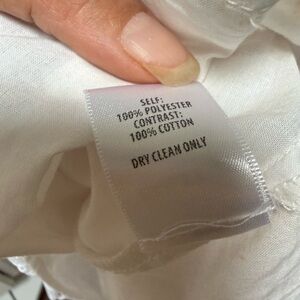 SELF:
100% POLYESTER
CONTRAST:
100% COTTON
DRY CLEAN ONLY